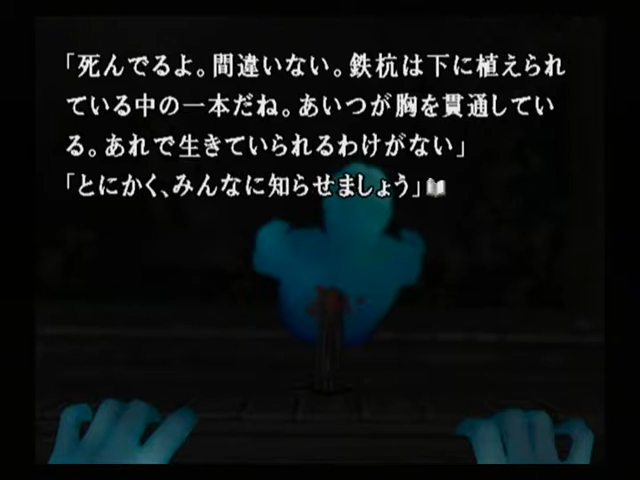 「死んでるよ。間違いない。鉄杭は下に植えられ
ている中の一本だね。あいつが胸を貫通してい
る。あれで生きていられるわけがない」
「とにかく、みんなに知らせましょう」